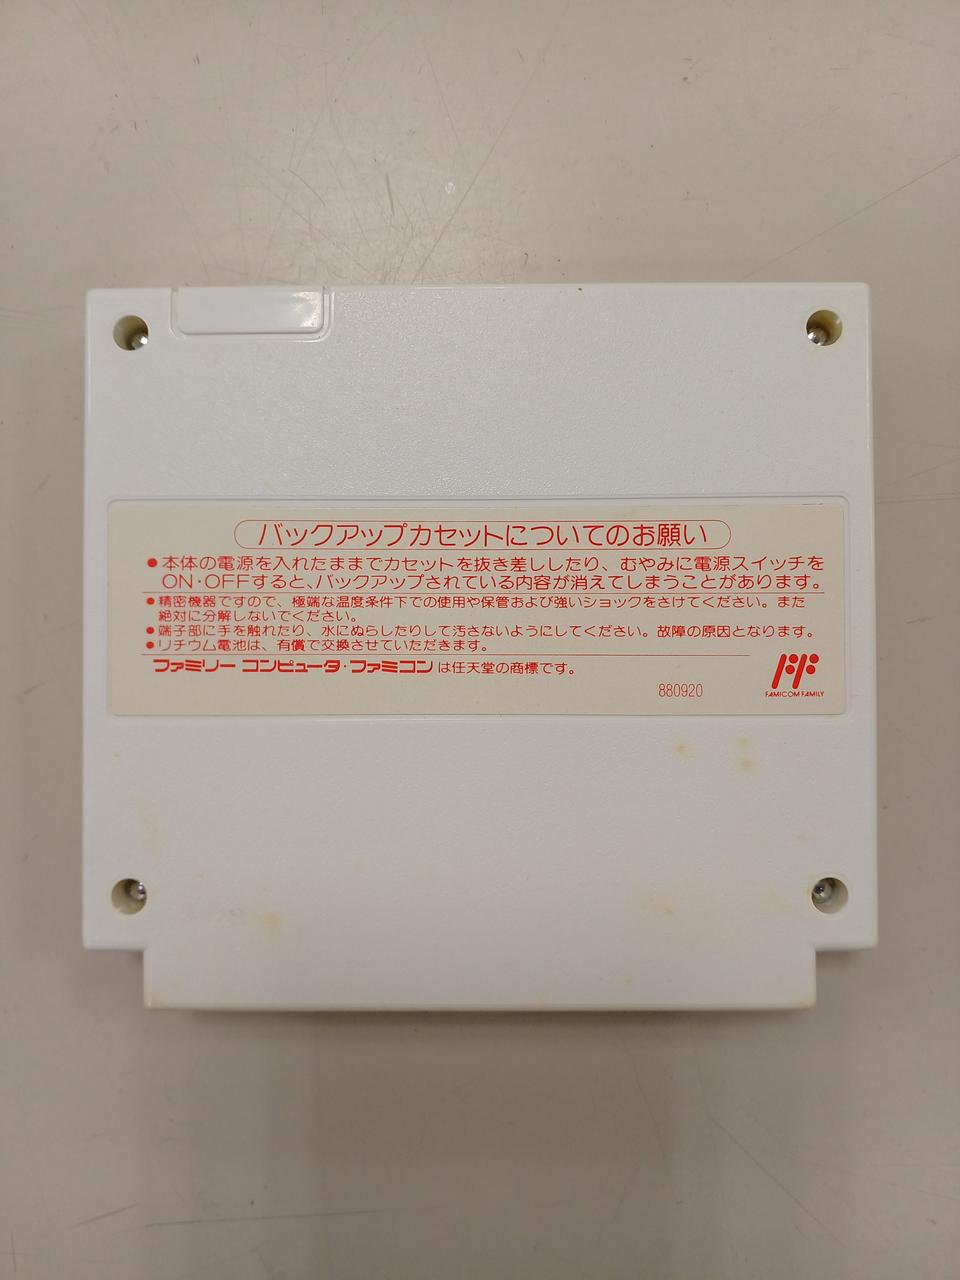 バックアップカセットについてのお願い
●本体の電源を入れたままでカセットを抜き差ししたり、むやみに電源スイッチを
ON・OFFすると、バックアップされている内容が消えてしまうことがあります。
●精密機器ですので、極端な温度条件下での使用や保管および強いショックをさけてください。また
絶対に分解しないでください。
●端子部に手を触れたり、水にぬらしたりして汚さないようにしてください。故障の原因となります。
●リチウム電池は、有償で交換させていただきます。
ファミリー コンピュータ・ファミコンは任天堂の商標です。
880920
FAMICOM FAMILY